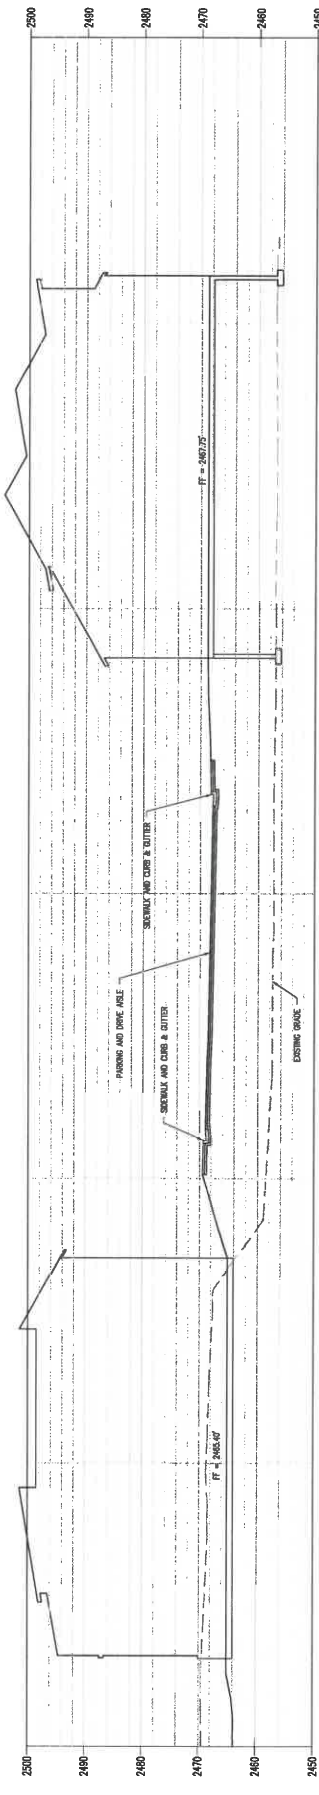 2500
2490
2480
2470
2460
2450
FF = 2465.40'
SIDEWALK AND CURB & GUTTER
PARKING AND DRIVE AISLE
EXISTING GRADE
SIDEWALK AND CURB & GUTTER
FF = 2467.75'
2500
2490
2480
2470
2460
2450